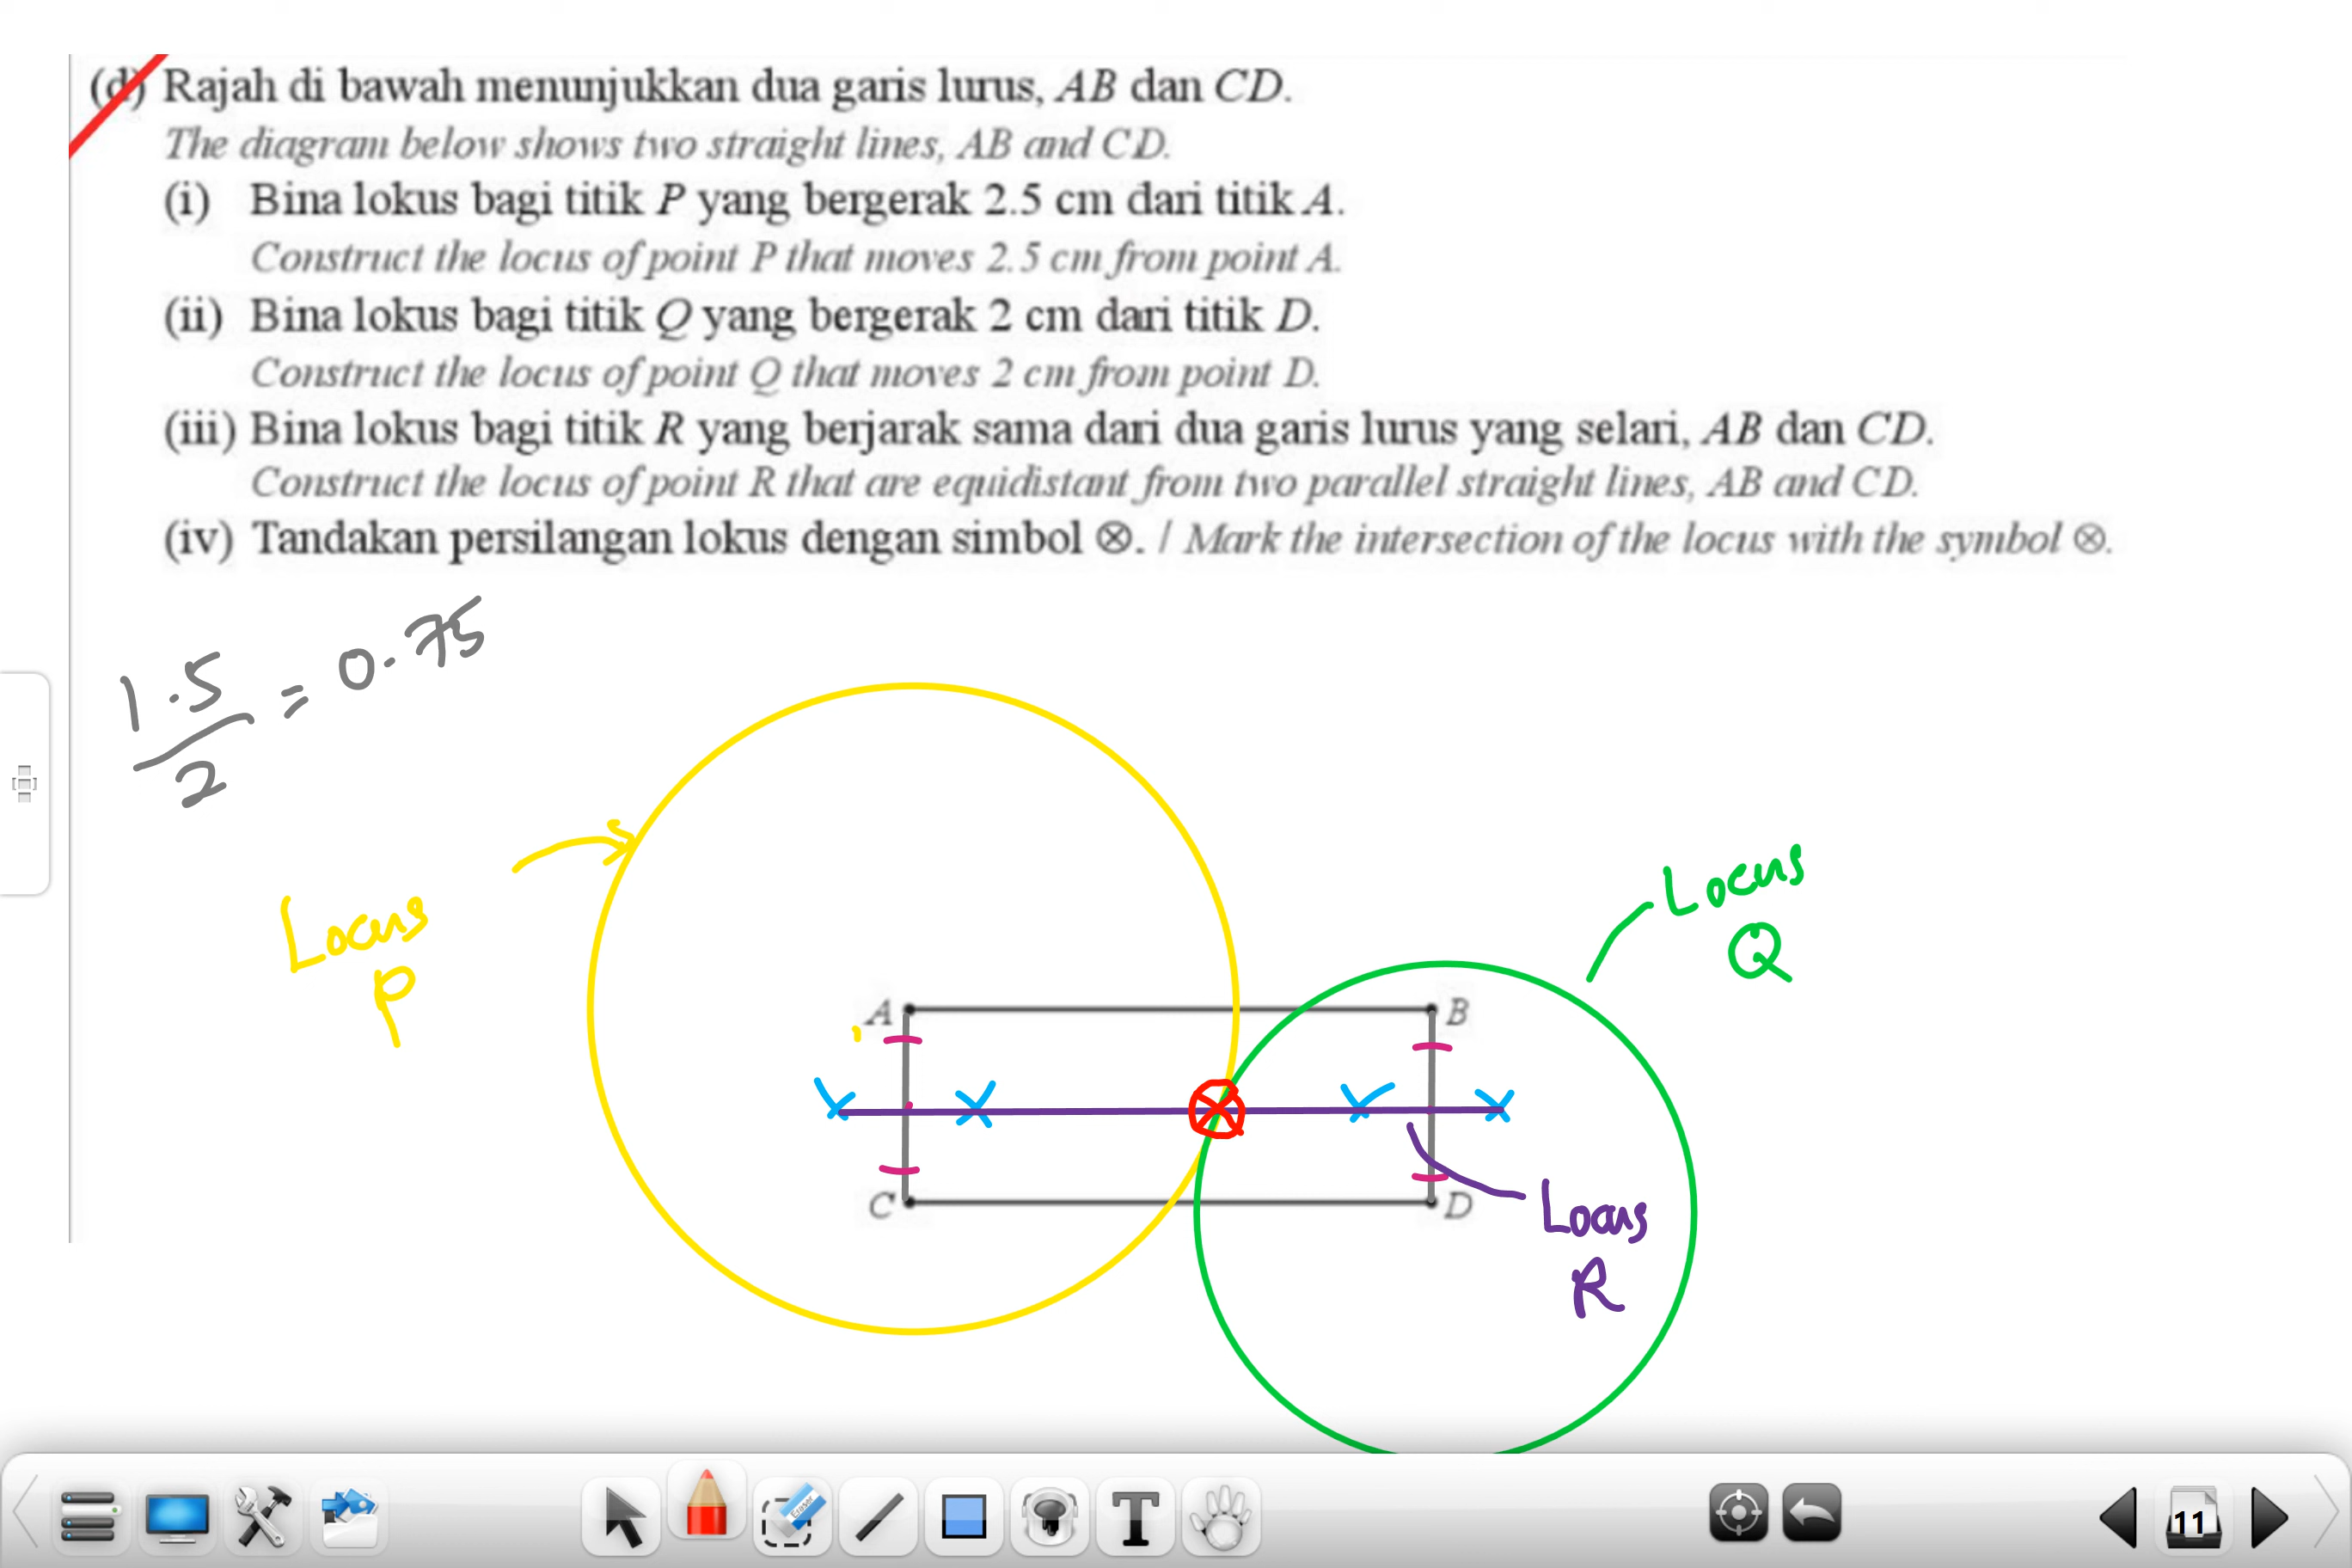 (d) Rajah di bawah menunjukkan dua garis lurus, AB dan CD.
The diagram below shows two straight lines, AB and CD.
(i) Bina lokus bagi titik P yang bergerak 2.5 cm dari titik A.
Construct the locus of point P that moves 2.5 cm from point A.
(ii) Bina lokus bagi titik Q yang bergerak 2 cm dari titik D.
Construct the locus of point Q that moves 2 cm from point D.
(iii) Bina lokus bagi titik R yang berjarak sama dari dua garis lurus yang selari, AB dan CD.
Construct the locus of point R that are equidistant from two parallel straight lines, AB and CD.
(iv) Tandakan persilangan lokus dengan simbol ⊗. / Mark the intersection of the locus with the symbol ⊗.
1.5/2 = 0.75
Locus
P
Locus
Q
A
B
C
D
Locus
R
Eraser
T
11